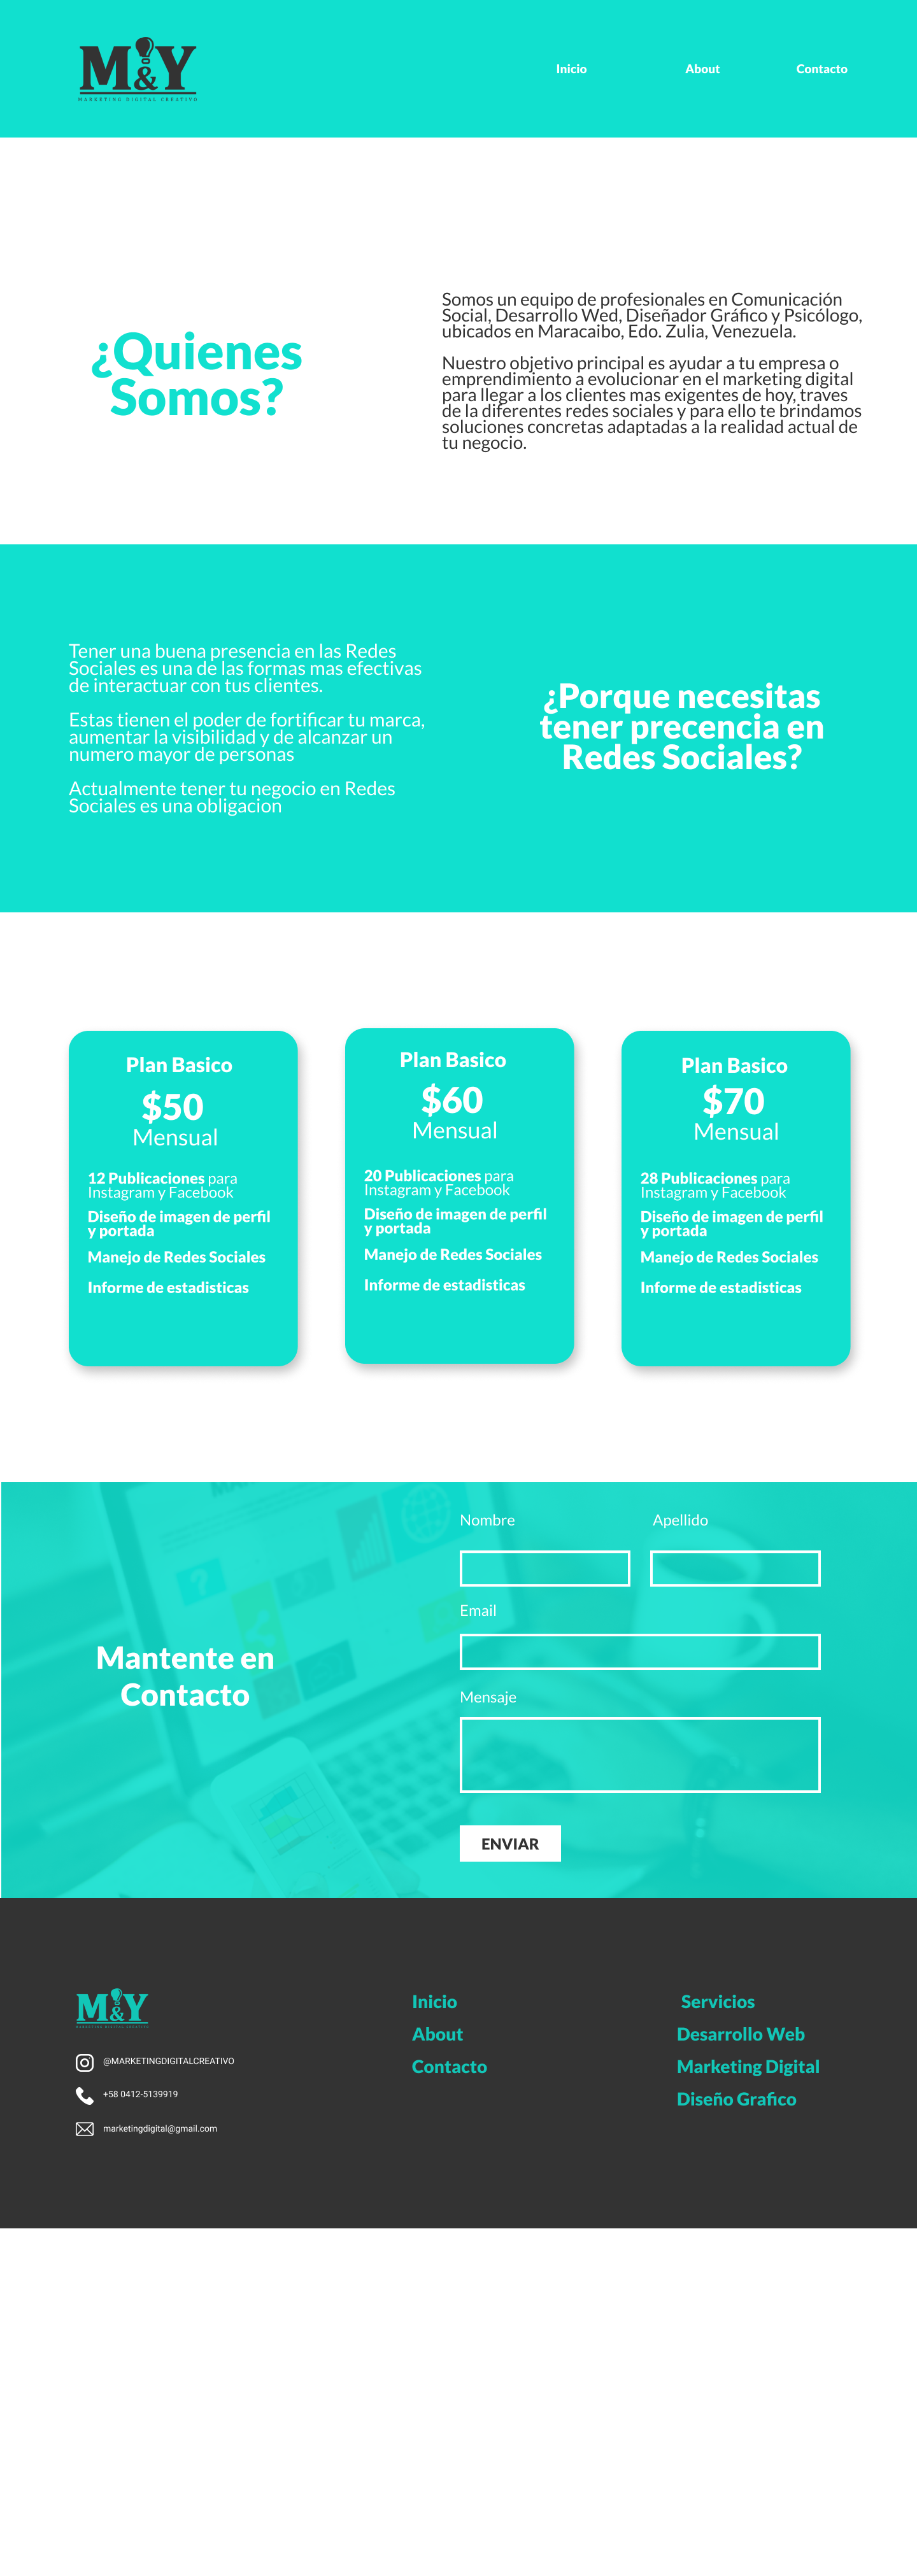 M&Y
MARKETING DIGITAL CREATIVO
Inicio
About
Contacto
¿Quienes
Somos?
Somos un equipo de profesionales en Comunicación
Social, Desarrollo Wed, Diseñador Gráfico y Psicólogo,
ubicados en Maracaibo, Edo. Zulia, Venezuela.
Nuestro objetivo principal es ayudar a tu empresa o
emprendimiento a evolucionar en el marketing digital
para llegar a los clientes mas exigentes de hoy, traves
de la diferentes redes sociales y para ello te brindamos
soluciones concretas adaptadas a la realidad actual de
tu negocio.
Tener una buena presencia en las Redes
Sociales es una de las formas mas efectivas
de interactuar con tus clientes.
Estas tienen el poder de fortificar tu marca,
aumentar la visibilidad y de alcanzar un
numero mayor de personas
Actualmente tener tu negocio en Redes
Sociales es una obligacion
¿Porque necesitas
tener precencia en
Redes Sociales?
Plan Basico
$50
Mensual
12 Publicaciones para
Instagram y Facebook
Diseño de imagen de perfil
y portada
Manejo de Redes Sociales
Informe de estadisticas
Plan Basico
$60
Mensual
20 Publicaciones para
Instagram y Facebook
Diseño de imagen de perfil
y portada
Manejo de Redes Sociales
Informe de estadisticas
Plan Basico
$70
Mensual
28 Publicaciones para
Instagram y Facebook
Diseño de imagen de perfil
y portada
Manejo de Redes Sociales
Informe de estadisticas
Mantente en
Contacto
Nombre
Apellido
Email
Mensaje
ENVIAR
M&Y
MARKETING DIGITAL CREATIVO
@MARKETINGDIGITALCREATIVO
+58 0412-5139919
marketingdigital@gmail.com
Inicio
About
Contacto
Servicios
Desarrollo Web
Marketing Digital
Diseño Grafico